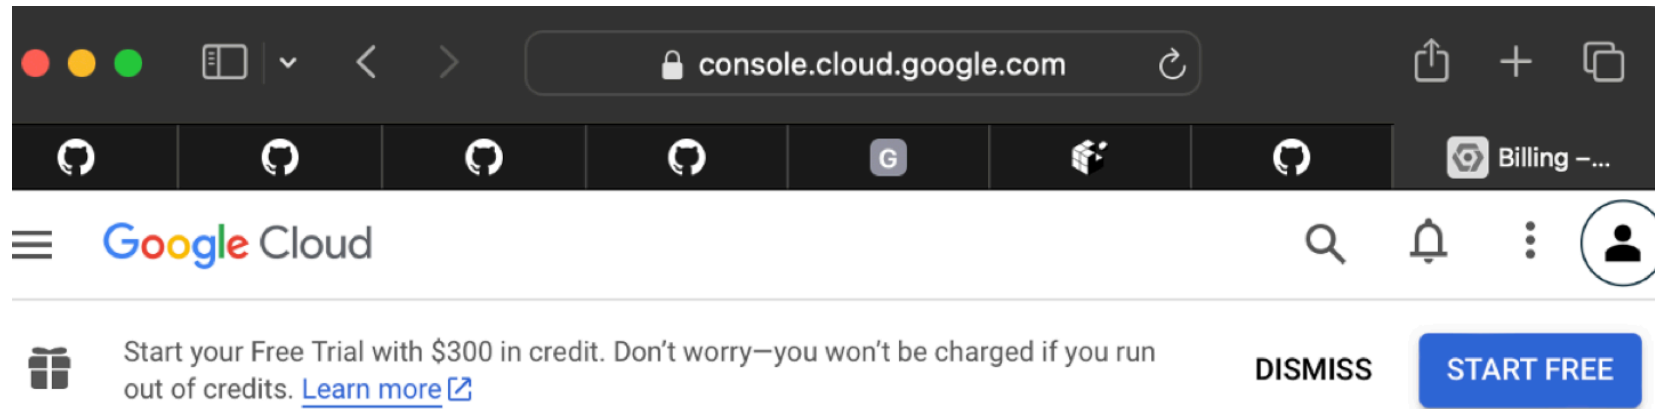 console.cloud.google.com
G
Billing –...
Google Cloud
Start your Free Trial with $300 in credit. Don't worry—you won't be charged if you run
out of credits. Learn more
DISMISS
START FREE